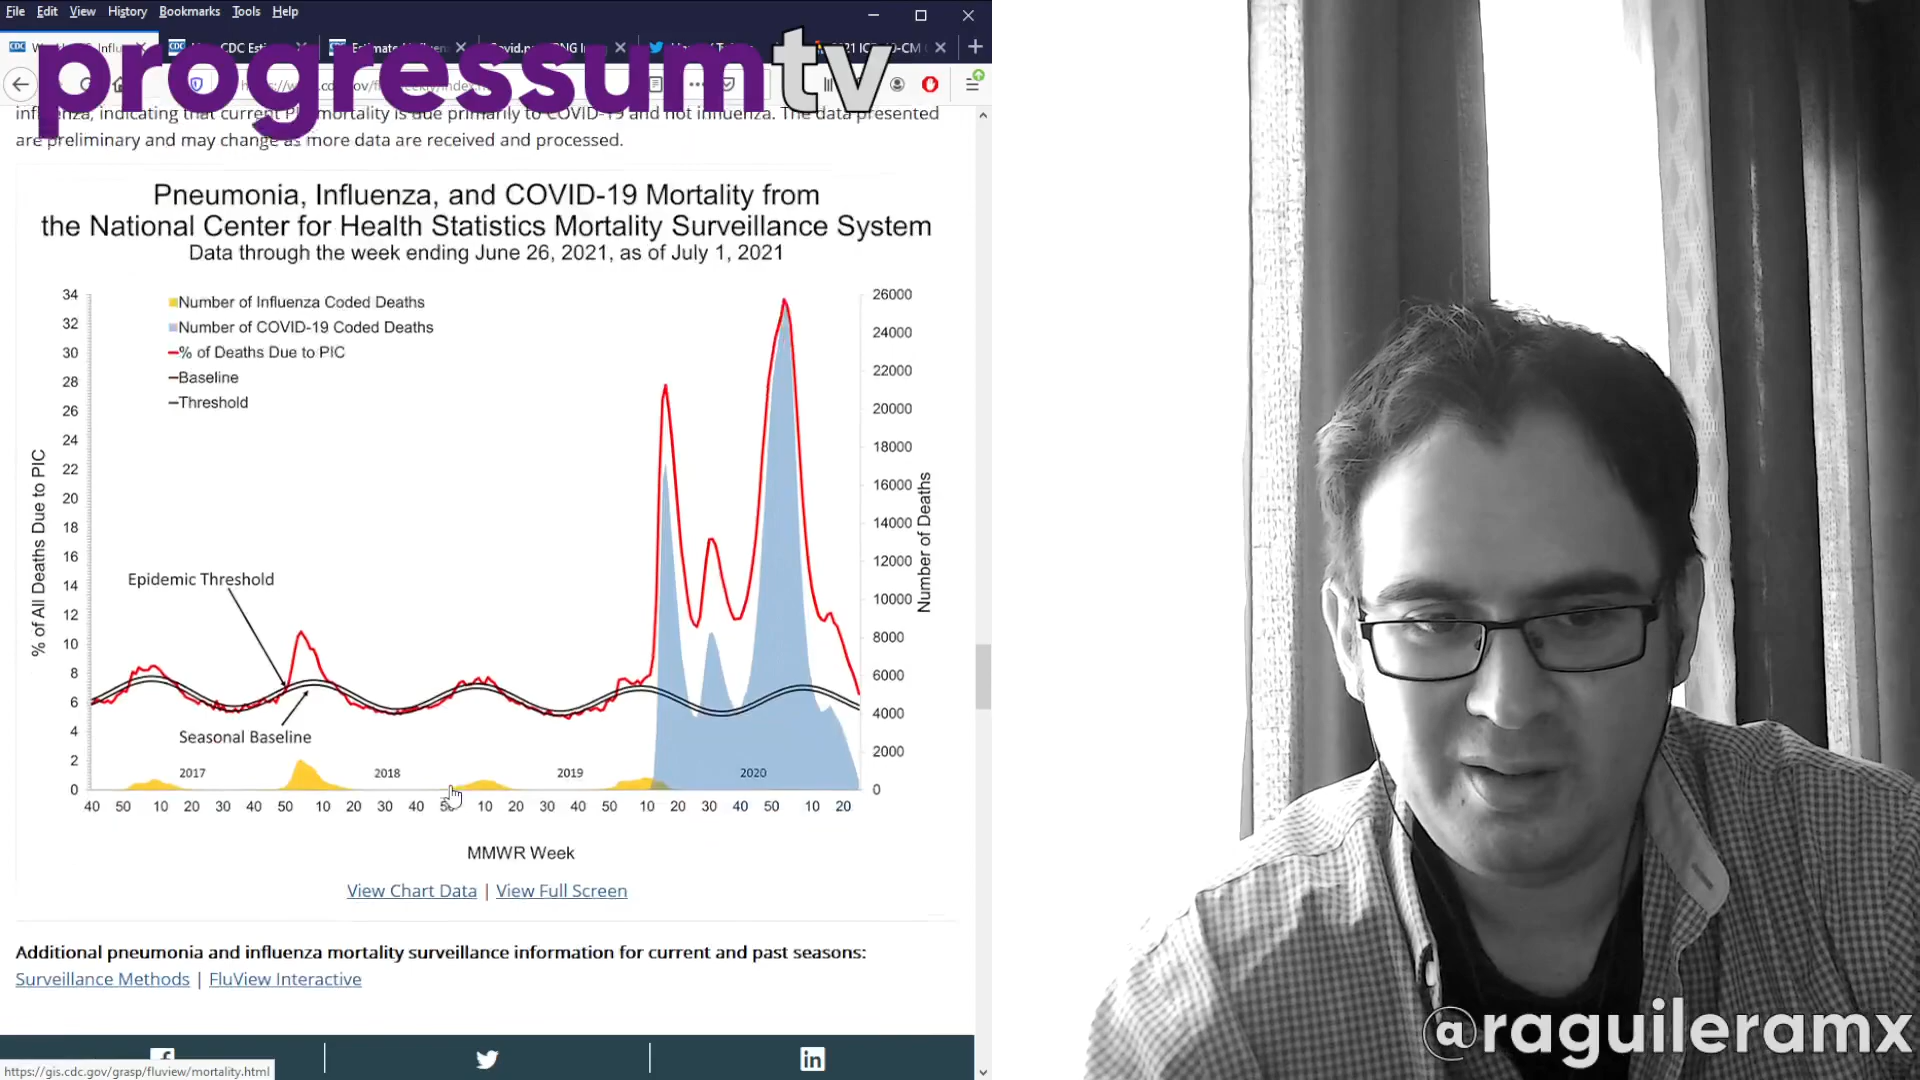 File Edit View History Bookmarks Tools Help
progressumtv
influenza, indicating that current mortality is due primarily to COVID-19 and not influenza. The data presented
are preliminary and may change as more data are received and processed.
Pneumonia, Influenza, and COVID-19 Mortality from
the National Center for Health Statistics Mortality Surveillance System
Data through the week ending June 26, 2021, as of July 1, 2021
Number of Influenza Coded Deaths
Number of COVID-19 Coded Deaths
% of Deaths Due to PIC
Baseline
Threshold
% of All Deaths Due to PIC
34
32
30
28
26
24
22
20
18
16
14
12
10
8
6
4
2
0
Epidemic Threshold
Seasonal Baseline
2017 2018 2019 2020
26000
24000
22000
20000
18000
16000
14000
12000
10000
8000
6000
4000
2000
0
Number of Deaths
40 50 10 20 30 40 50 10 20 30 40 50 10 20 30 40 50 10 20 30 40 50 10 20
MMWR Week
View Chart Data | View Full Screen
Additional pneumonia and influenza mortality surveillance information for current and past seasons:
Surveillance Methods | FluView Interactive
https://gis.cdc.gov/grasp/fluview/mortality.html
@raguileramx